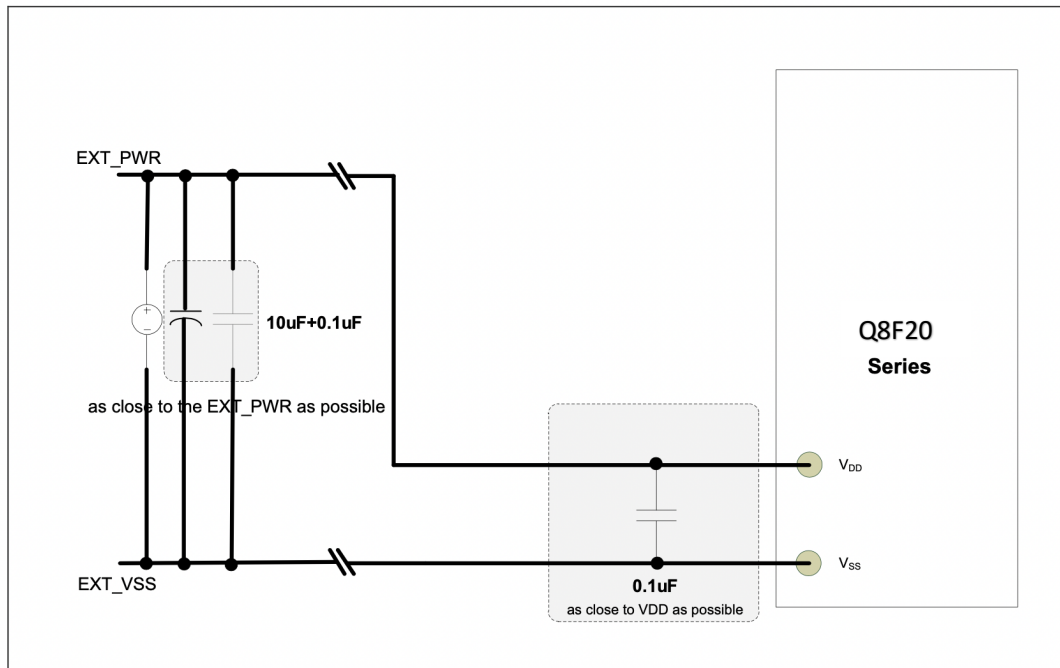 EXT_PWR
10uF+0.1uF
as close to the EXT_PWR as possible
Q8F20
Series
VDD
VSS
EXT_VSS
0.1uF
as close to VDD as possible